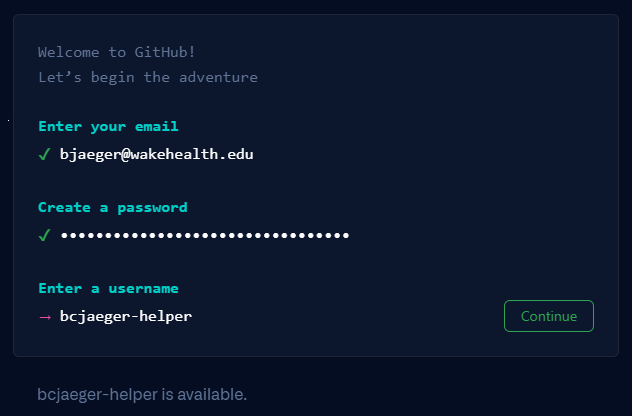 Welcome to GitHub!
Let’s begin the adventure
Enter your email
✓ bjaeger@wakehealth.edu
Create a password
✓ •••••••••••••••••••••••••••••••••
Enter a username
→ bcjaeger-helper
Continue
bcjaeger-helper is available.